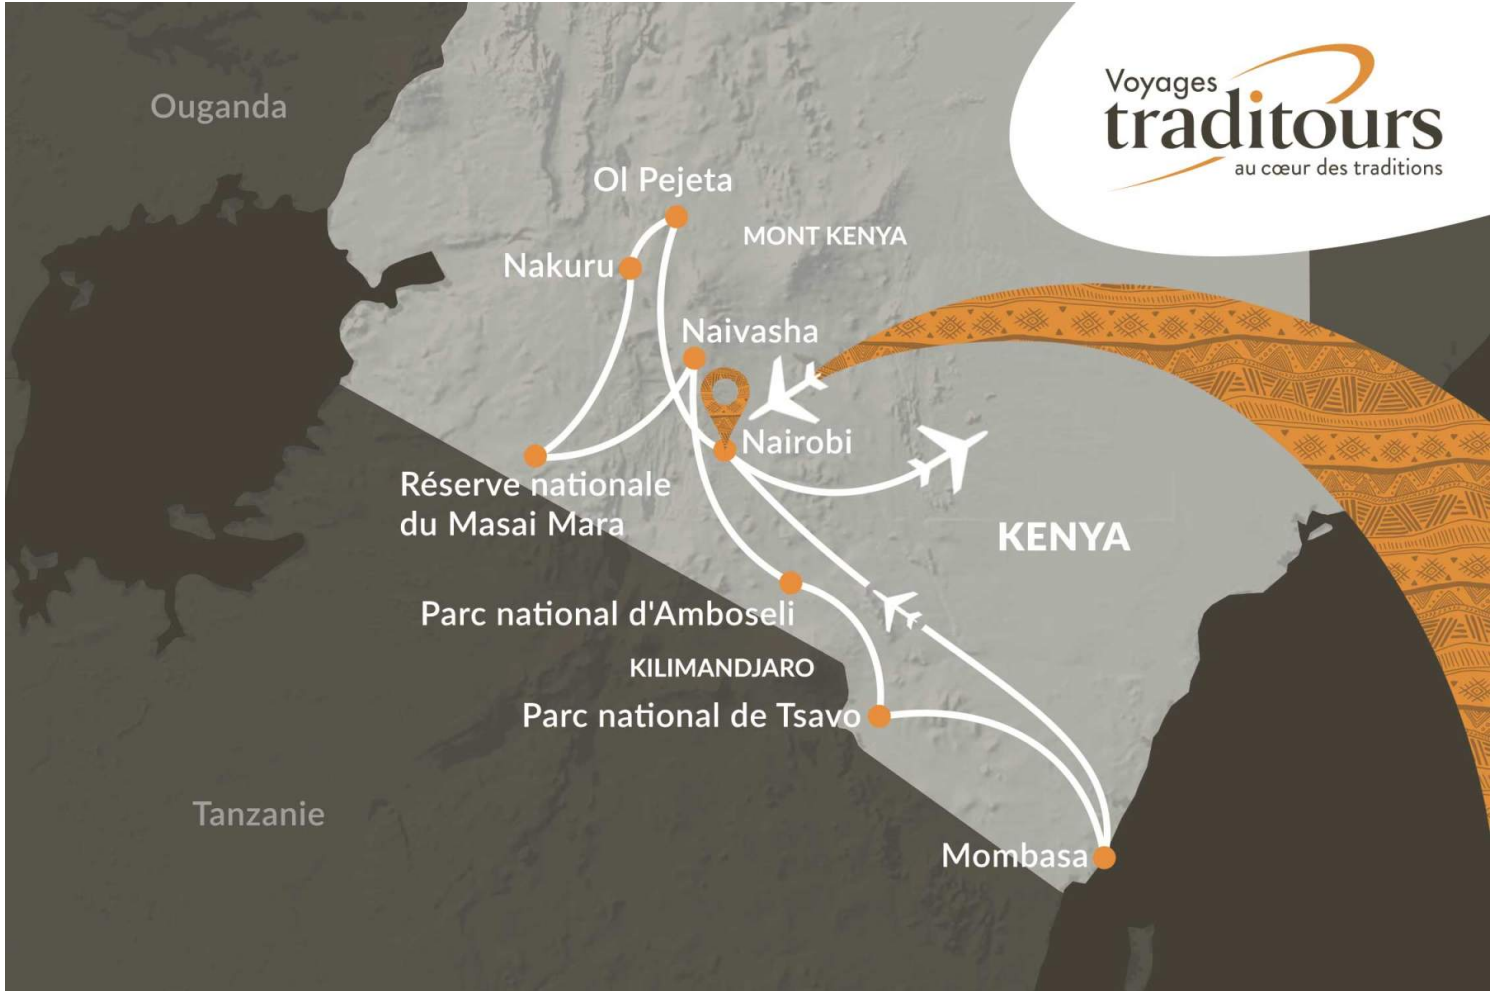 Voyages
traditours
au cœur des traditions
Ouganda
Ol Pejeta
MONT KENYA
Nakuru
Naivasha
Nairobi
Réserve nationale
du Masai Mara
KENYA
Parc national d'Amboseli
KILIMANDJARO
Parc national de Tsavo
Tanzanie
Mombasa